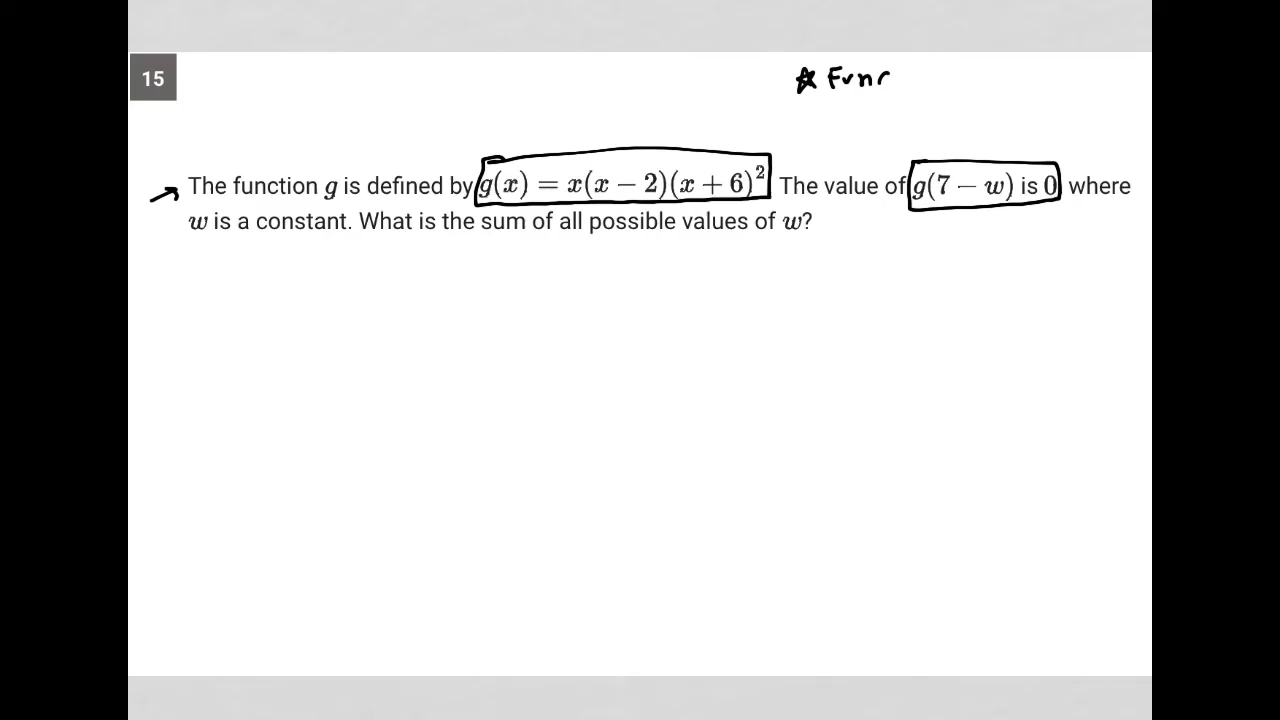 15
☆ Func
The function g is defined by g(x) = x(x − 2)(x + 6)². The value of g(7 − w) is 0, where
w is a constant. What is the sum of all possible values of w?